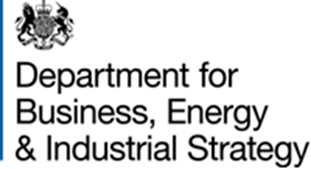 Department for
Business, Energy
& Industrial Strategy